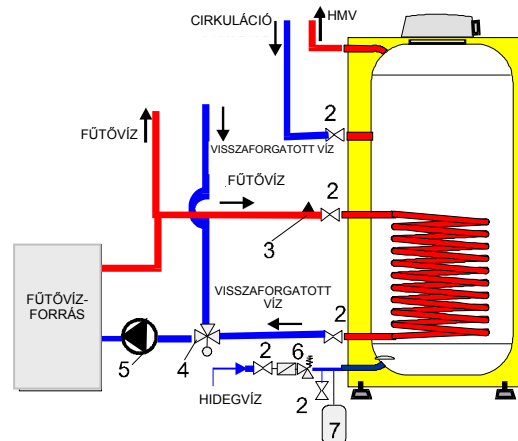 CIRKULÁCIÓ
HMV
2
VISSZAFORGATOTT VÍZ
FŰTŐVÍZ
FŰTŐVÍZ
2
3
FŰTŐVÍZ-
FORRÁS
VISSZAFORGATOTT
VÍZ
2
5
4
2
6
HIDEGVÍZ
2
7